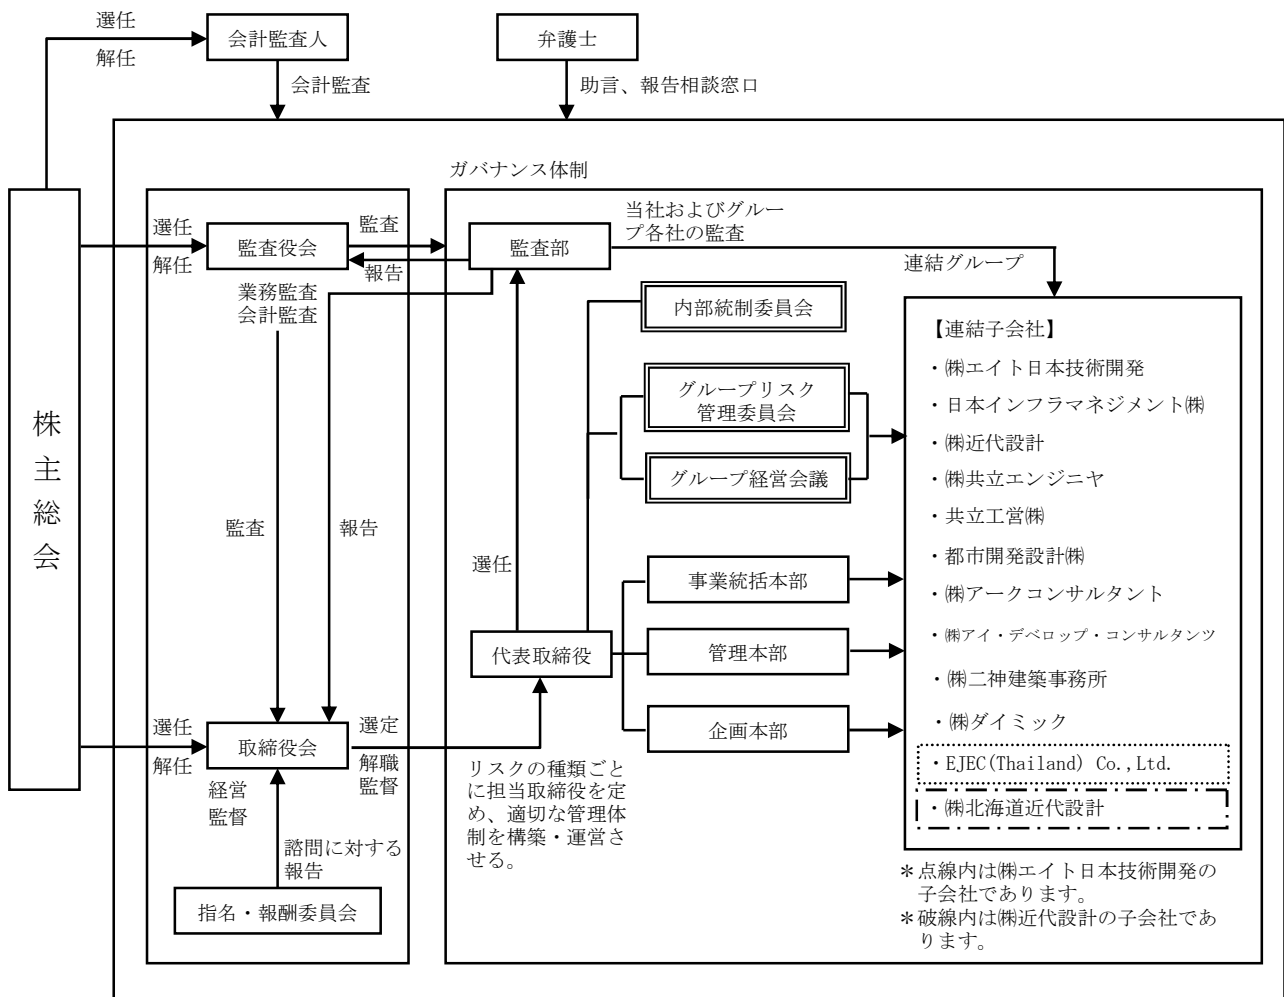 選任
解任
会計監査人
弁護士
会計監査
助言、報告相談窓口
ガバナンス体制
株主総会
選任
解任
監査役会
監査
報告
監査部
当社およびグルー
プ各社の監査
連結グループ
業務監査
会計監査
内部統制委員会
グループリスク
管理委員会
グループ経営会議
【連結子会社】
・㈱エイト日本技術開発
・日本インフラマネジメント㈱
・㈱近代設計
・㈱共立エンジニヤ
・共立工営㈱
・都市開発設計㈱
・㈱アークコンサルタント
・㈱アイ・デベロップ・コンサルタンツ
・㈱二神建築事務所
・㈱ダイミック
・EJEC(Thailand) Co.,Ltd.
・㈱北海道近代設計
監査
報告
選任
事業統括本部
代表取締役
管理本部
企画本部
選任
解任
取締役会
選定
解職
監督
経営
監督
リスクの種類ごと
に担当取締役を定
め、適切な管理体
制を構築・運営さ
せる。
諮問に対する
報告
指名・報酬委員会
＊点線内は㈱エイト日本技術開発の
子会社であります。
＊破線内は㈱近代設計の子会社であ
ります。